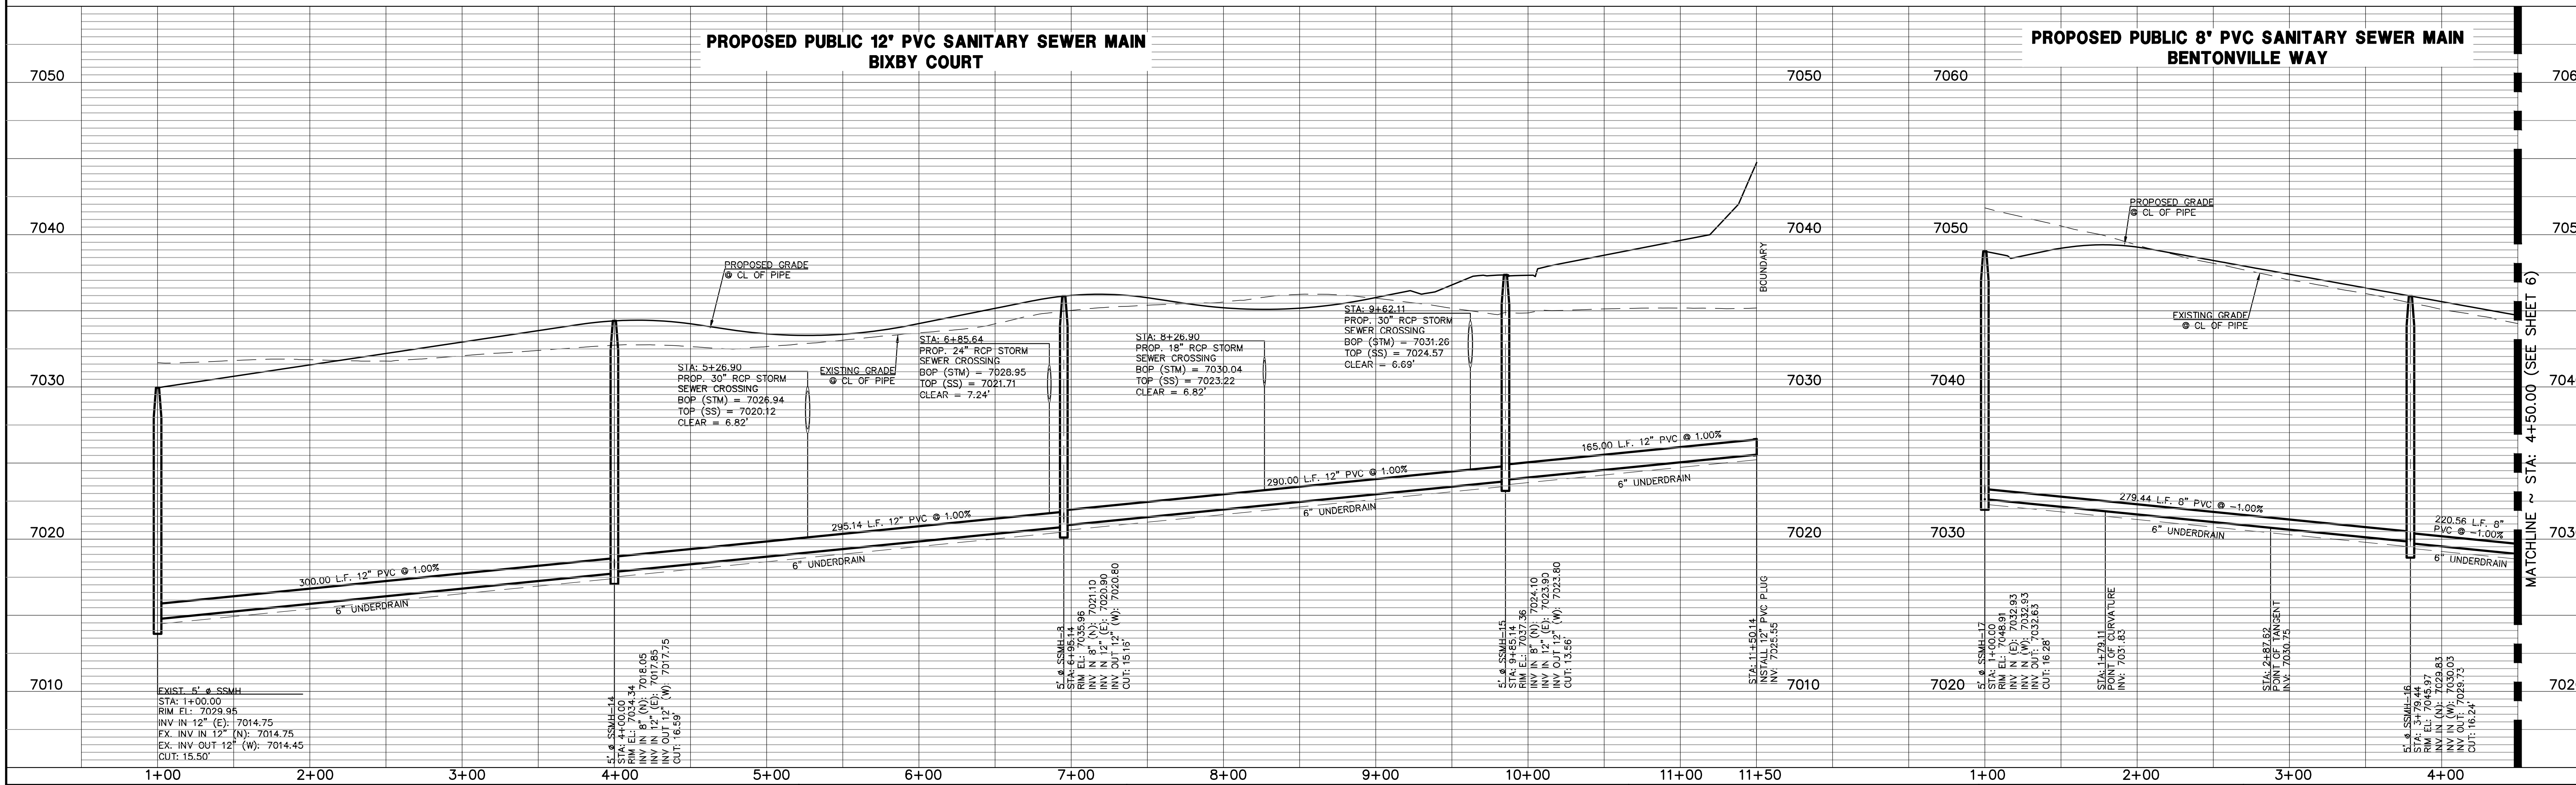 PROPOSED PUBLIC 12" PVC SANITARY SEWER MAIN
BIXBY COURT
PROPOSED PUBLIC 8" PVC SANITARY SEWER MAIN
BENTONVILLE WAY
7050
7040
7030
7020
7010
PROPOSED GRADE
@ CL OF PIPE
EXISTING GRADE
@ CL OF PIPE
STA: 5+26.90
PROP. 30" RCP STORM
SEWER CROSSING
BOP (STM) = 7026.94
TOP (SS) = 7020.12
CLEAR = 6.82'
STA: 6+85.64
PROP. 24" RCP STORM
SEWER CROSSING
BOP (STM) = 7028.95
TOP (SS) = 7021.71
CLEAR = 7.24'
STA: 8+26.90
PROP. 18" RCP STORM
SEWER CROSSING
BOP (STM) = 7030.04
TOP (SS) = 7023.22
CLEAR = 6.82'
STA: 9+62.11
PROP. 30" RCP STORM
SEWER CROSSING
BOP (STM) = 7031.26
TOP (SS) = 7024.57
CLEAR = 6.69'
BOUNDARY
300.00 L.F. 12" PVC @ 1.00%
6" UNDERDRAIN
295.14 L.F. 12" PVC @ 1.00%
6" UNDERDRAIN
290.00 L.F. 12" PVC @ 1.00%
6" UNDERDRAIN
165.00 L.F. 12" PVC @ 1.00%
6" UNDERDRAIN
EXIST. 5' ø SSMH
STA: 1+00.00
RIM EL: 7029.95
INV IN 12" (E): 7014.75
EX. INV IN 12" (N): 7014.75
EX. INV OUT 12" (W): 7014.45
CUT: 15.50'
5' ø SSMH-14
STA: 4+00.00
RIM EL: 7034.34
INV IN 8" (N): 7018.05
INV IN 12" (E): 7017.85
INV OUT 12" (W): 7017.75
CUT: 16.59'
5' ø SSMH-8
STA: 6+95.14
RIM EL: 7035.96
INV IN 8" (N): 7021.10
INV IN 12" (E): 7020.90
INV OUT 12" (W): 7020.80
CUT: 15.16'
5' ø SSMH-15
STA: 9+85.14
RIM EL: 7037.36
INV IN 8" (N): 7024.10
INV IN 12" (E): 7023.90
INV OUT 12" (W): 7023.80
CUT: 13.56'
STA: 11+50.14
INSTALL 12" PVC PLUG
INV: 7025.55
1+00
2+00
3+00
4+00
5+00
6+00
7+00
8+00
9+00
10+00
11+00
11+50
7050
7040
7030
7020
7010
7060
7050
7040
7030
7020
PROPOSED GRADE
@ CL OF PIPE
EXISTING GRADE
@ CL OF PIPE
279.44 L.F. 8" PVC @ -1.00%
6" UNDERDRAIN
220.56 L.F. 8"
PVC @ -1.00%
6" UNDERDRAIN
5' ø SSMH-17
STA: 1+00.00
RIM EL: 7048.91
INV IN (E): 7032.93
INV IN (W): 7032.93
INV OUT: 7032.63
CUT: 16.28'
STA: 1+79.11
POINT OF CURVATURE
INV: 7031.83
STA: 2+87.62
POINT OF TANGENT
INV: 7030.75
5' ø SSMH-16
STA: 3+79.44
RIM EL: 7045.97
INV IN (N): 7029.83
INV IN (W): 7030.03
INV OUT: 7029.73
CUT: 16.24'
MATCHLINE ~ STA: 4+50.00 (SEE SHEET 6)
1+00
2+00
3+00
4+00